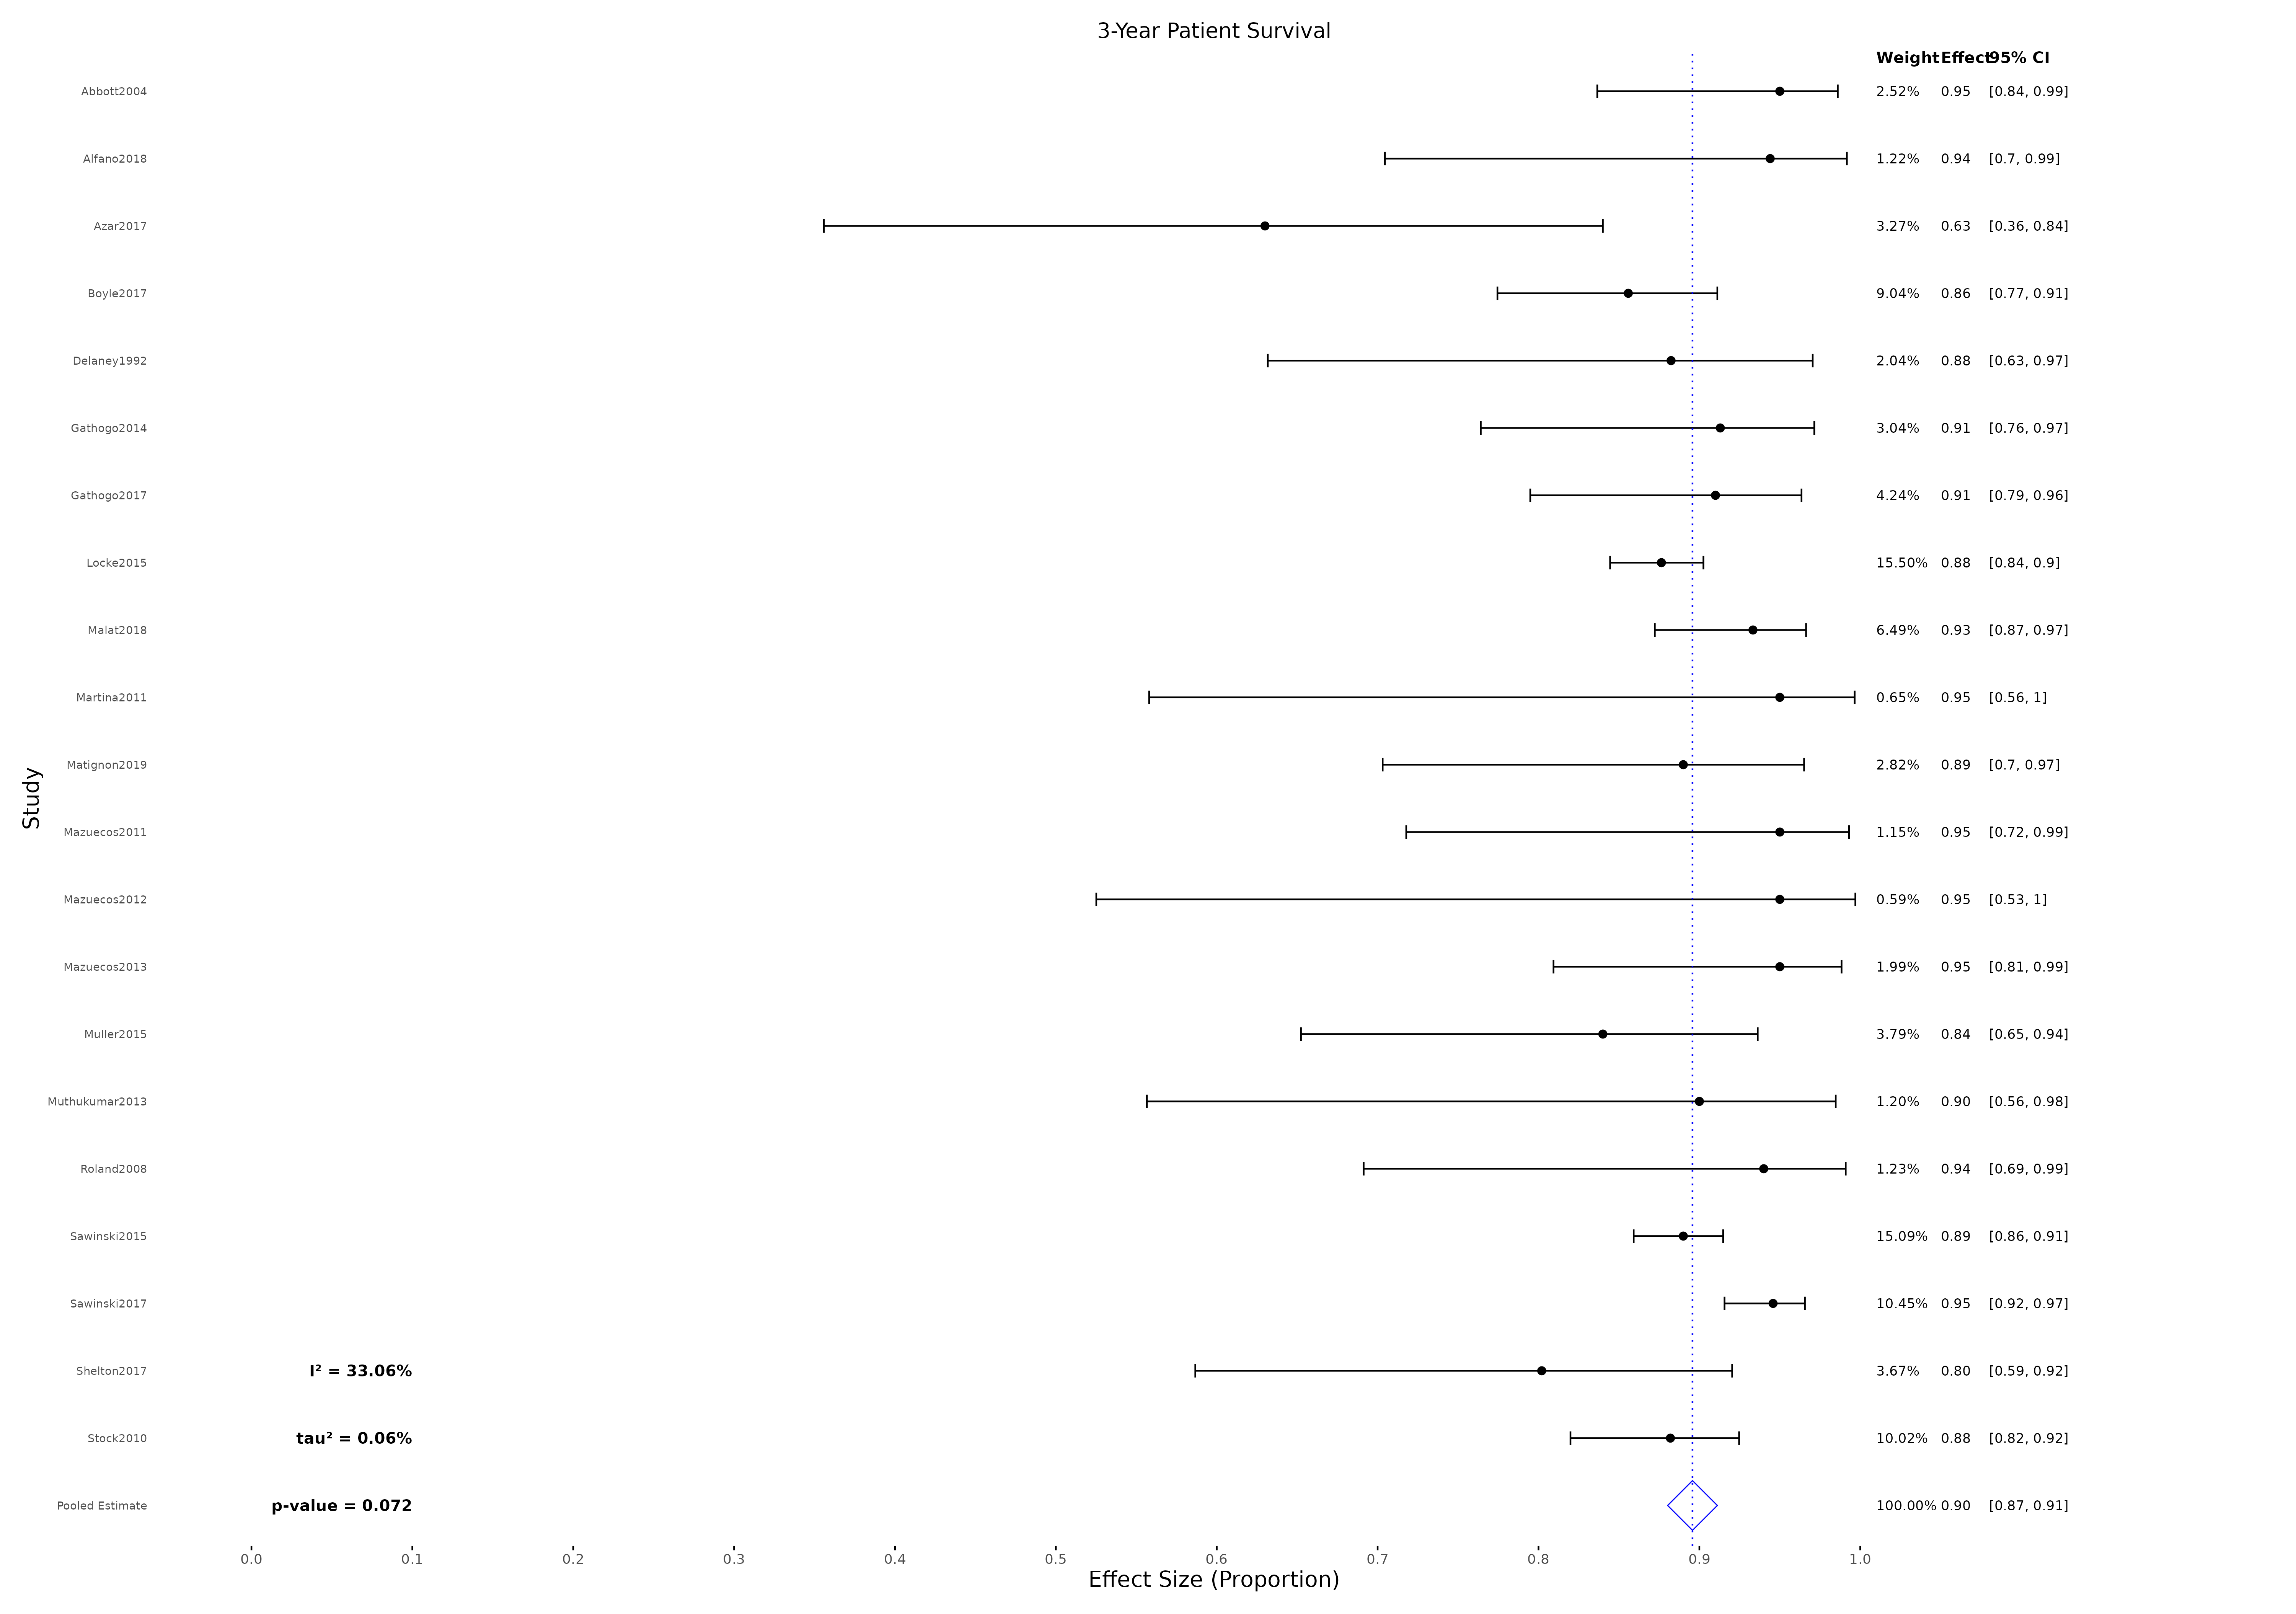 3-Year Patient Survival
Weight Effect 95% CI
Abbott2004 2.52% 0.95 [0.84, 0.99]
Alfano2018 1.22% 0.94 [0.7, 0.99]
Azar2017 3.27% 0.63 [0.36, 0.84]
Boyle2017 9.04% 0.86 [0.77, 0.91]
Delaney1992 2.04% 0.88 [0.63, 0.97]
Gathogo2014 3.04% 0.91 [0.76, 0.97]
Gathogo2017 4.24% 0.91 [0.79, 0.96]
Locke2015 15.50% 0.88 [0.84, 0.9]
Malat2018 6.49% 0.93 [0.87, 0.97]
Martina2011 0.65% 0.95 [0.56, 1]
Matignon2019 2.82% 0.89 [0.7, 0.97]
Study
Mazuecos2011 1.15% 0.95 [0.72, 0.99]
Mazuecos2012 0.59% 0.95 [0.53, 1]
Mazuecos2013 1.99% 0.95 [0.81, 0.99]
Muller2015 3.79% 0.84 [0.65, 0.94]
Muthukumar2013 1.20% 0.90 [0.56, 0.98]
Roland2008 1.23% 0.94 [0.69, 0.99]
Sawinski2015 15.09% 0.89 [0.86, 0.91]
Sawinski2017 10.45% 0.95 [0.92, 0.97]
Shelton2017 I² = 33.06% 3.67% 0.80 [0.59, 0.92]
Stock2010 tau² = 0.06% 10.02% 0.88 [0.82, 0.92]
Pooled Estimate p-value = 0.072 100.00% 0.90 [0.87, 0.91]
0.0 0.1 0.2 0.3 0.4 0.5 0.6 0.7 0.8 0.9 1.0
Effect Size (Proportion)